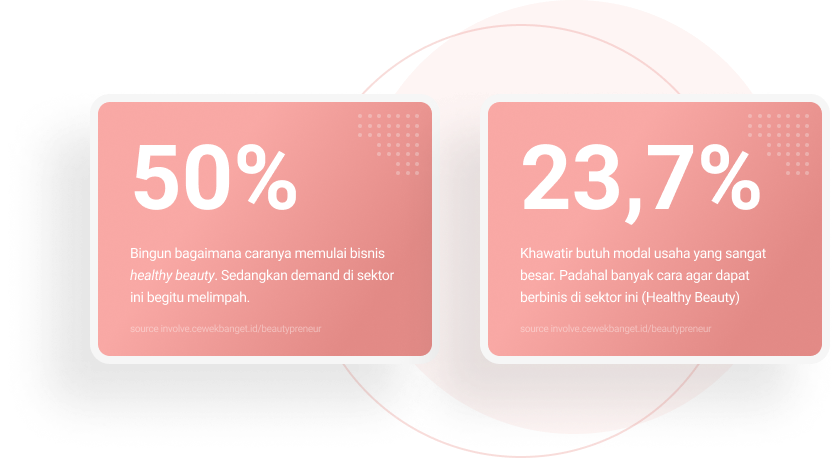 50%
Bingun bagaimana caranya memulai bisnis
healthy beauty. Sedangkan demand di sektor
ini begitu melimpah.
source involve.cewekbanget.id/beautypreneur
23,7%
Khawatir butuh modal usaha yang sangat
besar. Padahal banyak cara agar dapat
berbinis di sektor ini (Healthy Beauty)
source involve.cewekbanget.id/beautypreneur